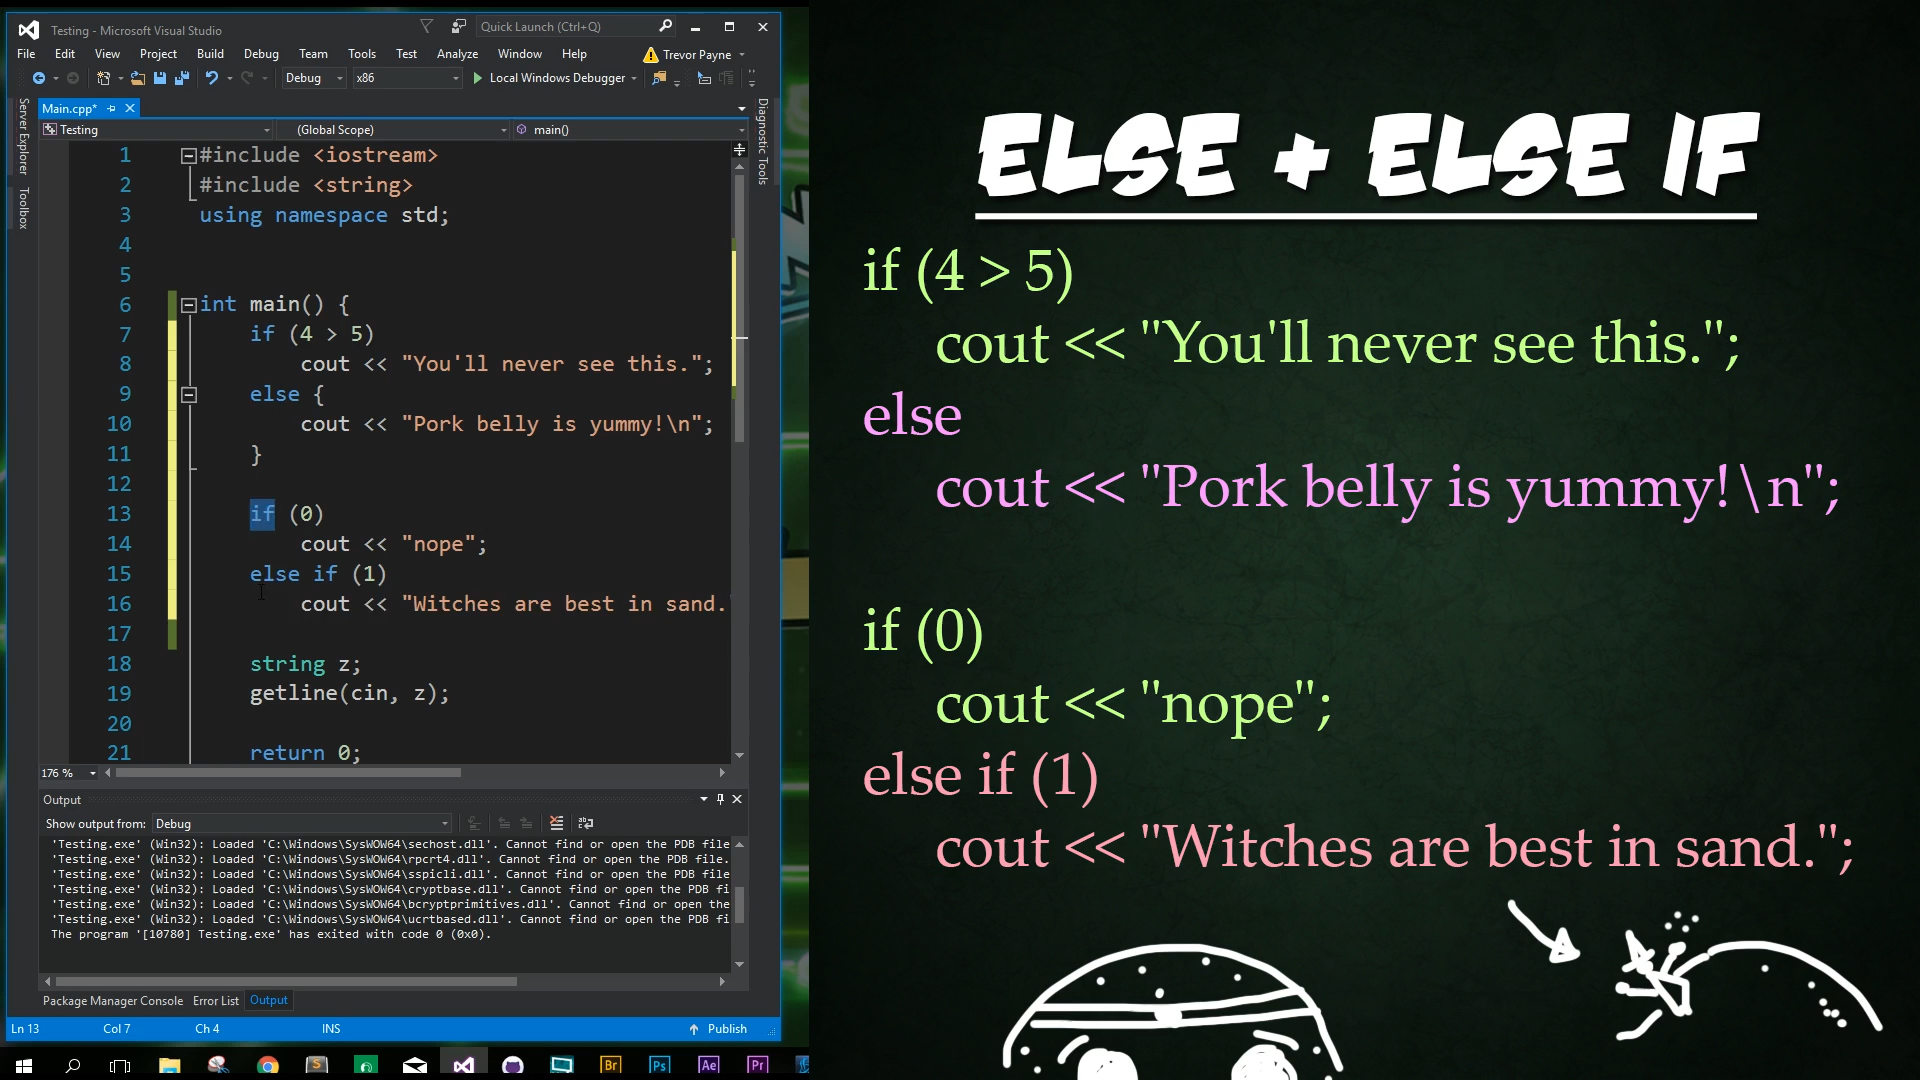 Testing - Microsoft Visual Studio
Quick Launch (Ctrl+Q)
File Edit View Project Build Debug Team Tools Test Analyze Window Help
Trevor Payne
Debug x86 Local Windows Debugger
Server Explorer
Toolbox
Diagnostic Tools
Main.cpp*
Testing (Global Scope) main()
1 #include <iostream>
2 #include <string>
3 using namespace std;
4
5
6 int main() {
7 if (4 > 5)
8 cout << "You'll never see this.";
9 else {
10 cout << "Pork belly is yummy!\n";
11 }
12
13 if (0)
14 cout << "nope";
15 else if (1)
16 cout << "Witches are best in sand.
17
18 string z;
19 getline(cin, z);
20
21 return 0;
176 %
Output
Show output from: Debug
'Testing.exe' (Win32): Loaded 'C:\Windows\SysWOW64\sechost.dll'. Cannot find or open the PDB file
'Testing.exe' (Win32): Loaded 'C:\Windows\SysWOW64\rpcrt4.dll'. Cannot find or open the PDB file.
'Testing.exe' (Win32): Loaded 'C:\Windows\SysWOW64\sspicli.dll'. Cannot find or open the PDB file
'Testing.exe' (Win32): Loaded 'C:\Windows\SysWOW64\cryptbase.dll'. Cannot find or open the PDB fi
'Testing.exe' (Win32): Loaded 'C:\Windows\SysWOW64\bcryptprimitives.dll'. Cannot find or open the
'Testing.exe' (Win32): Loaded 'C:\Windows\SysWOW64\ucrtbased.dll'. Cannot find or open the PDB fi
The program '[10780] Testing.exe' has exited with code 0 (0x0).
Package Manager Console Error List Output
Ln 13 Col 7 Ch 4 INS Publish
Br Ps Ae Pr
ELSE + ELSE IF
if (4 > 5)
cout << "You'll never see this.";
else
cout << "Pork belly is yummy!\n";
if (0)
cout << "nope";
else if (1)
cout << "Witches are best in sand.";